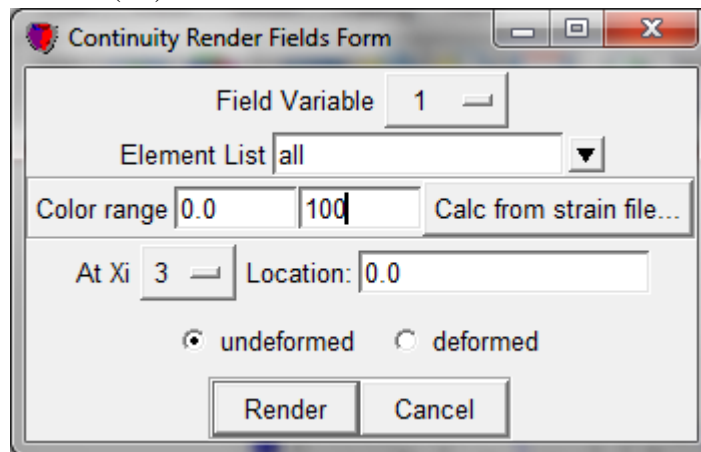 Continuity Render Fields Form
Field Variable 1
Element List all
Color range 0.0 100 Calc from strain file...
At Xi 3 Location: 0.0
undeformed deformed
Render Cancel